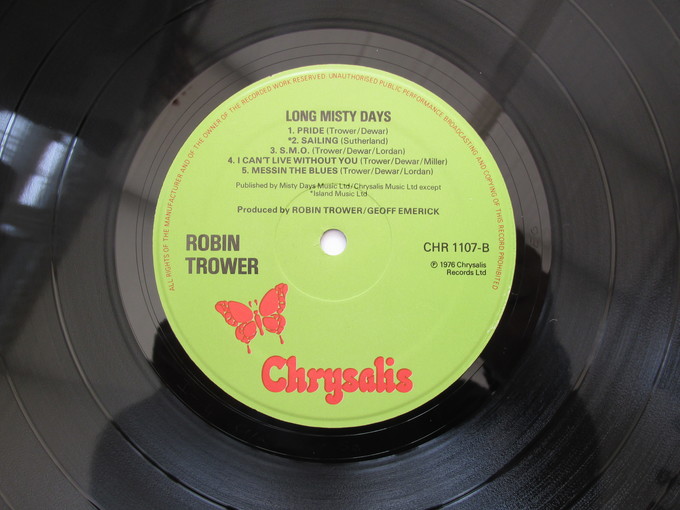 ALL RIGHTS OF THE MANUFACTURER AND OF THE OWNER OF THE RECORDED WORK RESERVED. UNAUTHORISED PUBLIC PERFORMANCE BROADCASTING AND COPYING OF THIS RECORD PROHIBITED
LONG MISTY DAYS
1. PRIDE (Trower/Dewar)
*2. SAILING (Sutherland)
3. S.M.O. (Trower/Dewar/Lordan)
4. I CAN'T LIVE WITHOUT YOU (Trower/Dewar/Miller)
5. MESSIN THE BLUES (Trower/Dewar/Lordan)
Published by Misty Days Music Ltd/Chrysalis Music Ltd except
*Island Music Ltd
Produced by ROBIN TROWER/GEOFF EMERICK
ROBIN
TROWER
CHR 1107-B
℗ 1976 Chrysalis
Records Ltd
Chrysalis